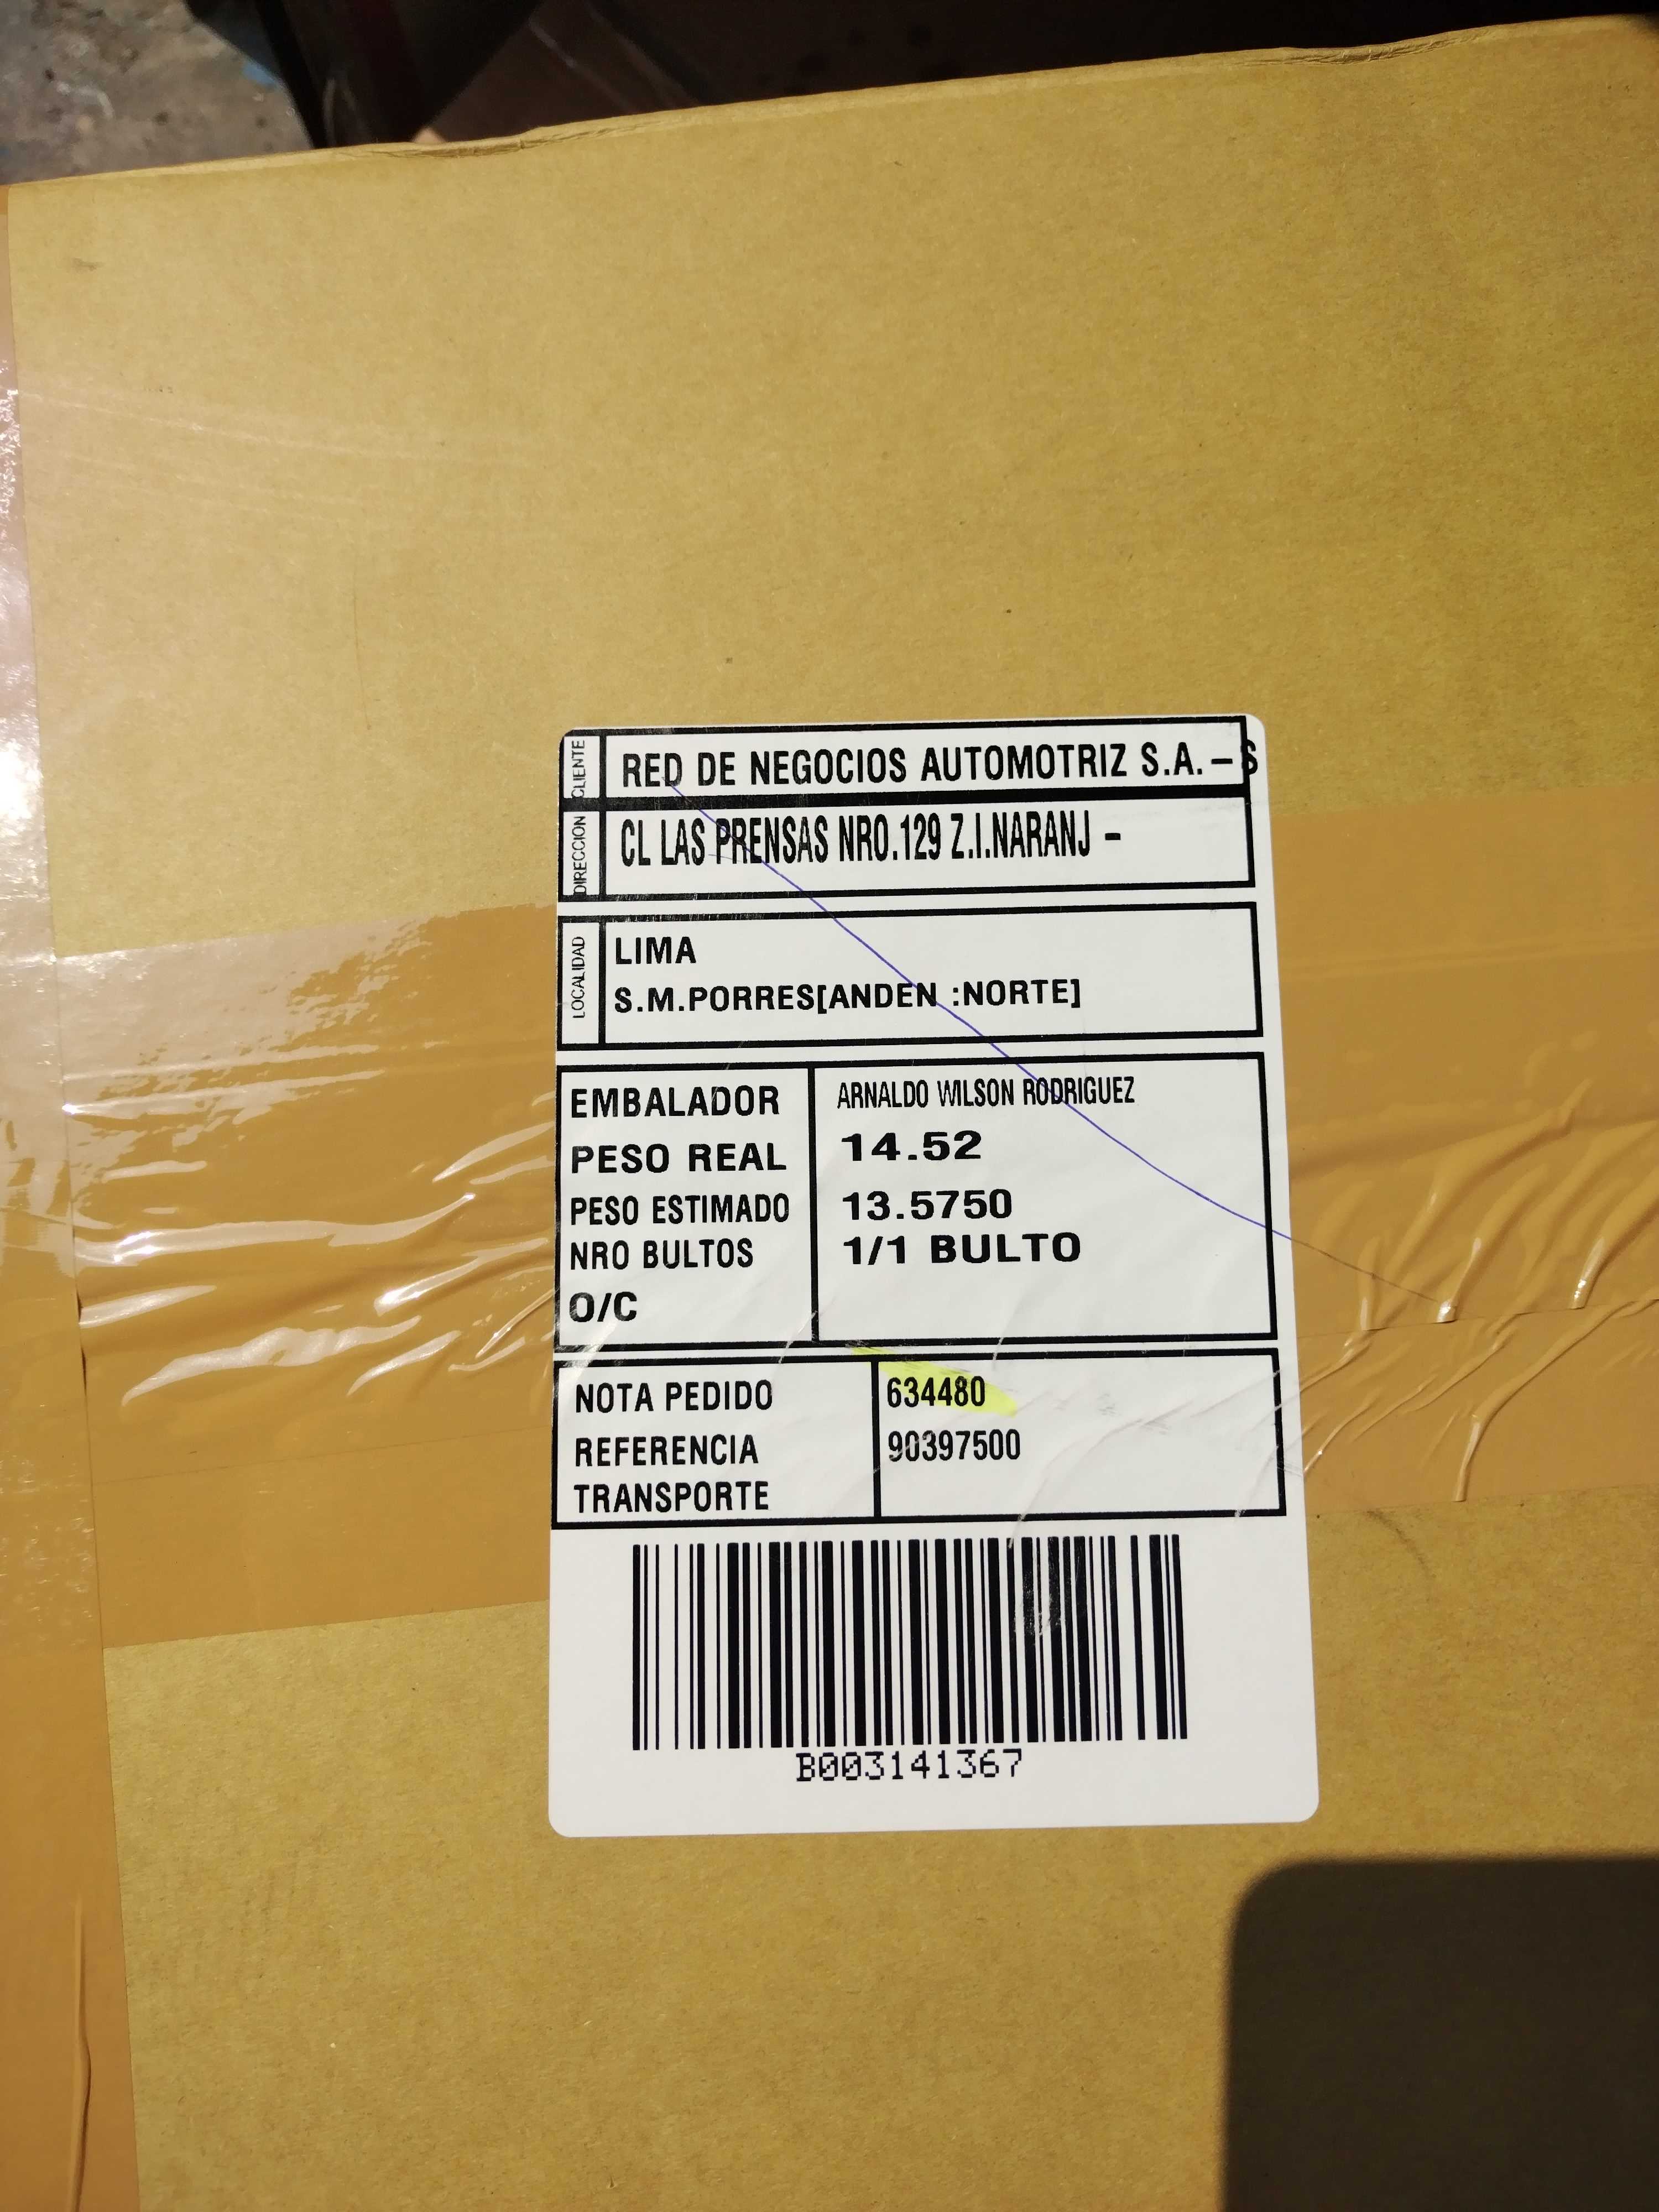 CLIENTE
RED DE NEGOCIOS AUTOMOTRIZ S.A. – S
DIRECCION
CL LAS PRENSAS NRO.129 Z.I.NARANJ -
LOCALIDAD
LIMA
S.M.PORRES[ANDEN :NORTE]
EMBALADOR ARNALDO WILSON RODRIGUEZ
PESO REAL 14.52
PESO ESTIMADO 13.5750
NRO BULTOS 1/1 BULTO
O/C
NOTA PEDIDO 634480
REFERENCIA 90397500
TRANSPORTE
B003141367